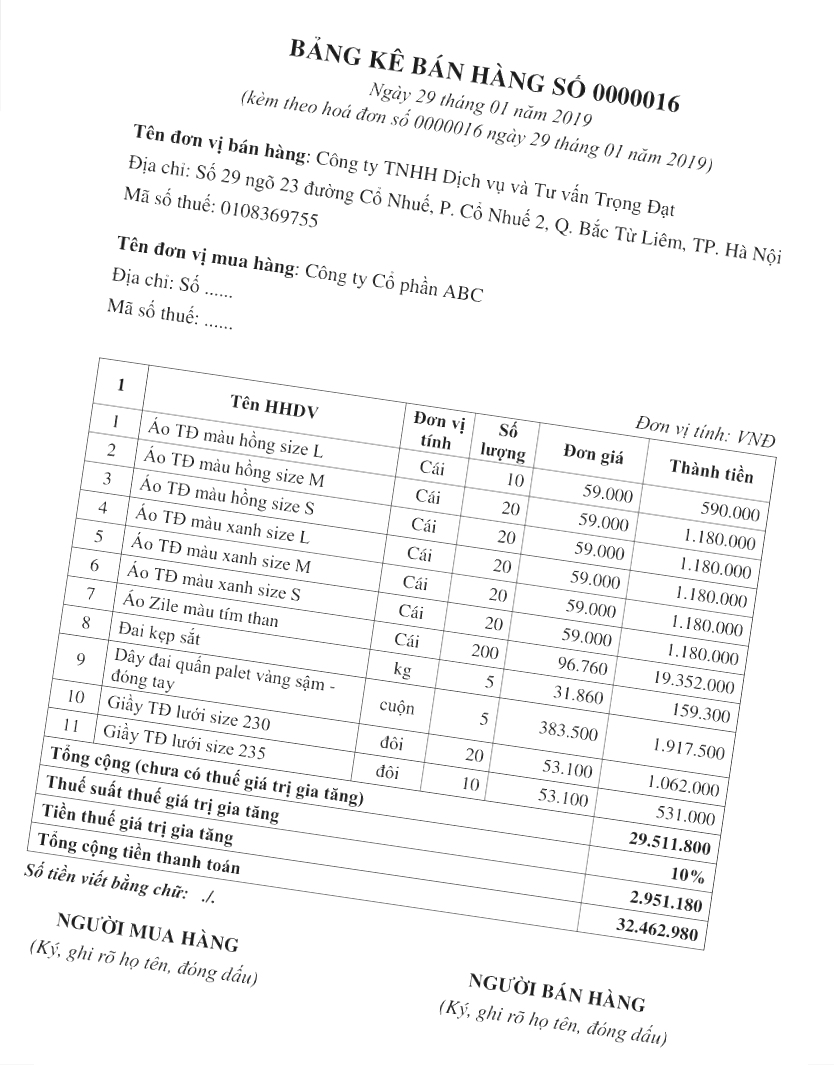 BẢNG KÊ BÁN HÀNG SỐ 0000016
Ngày 29 tháng 01 năm 2019
(kèm theo hoá đơn số 0000016 ngày 29 tháng 01 năm 2019)
Tên đơn vị bán hàng: Công ty TNHH Dịch vụ và Tư vấn Trọng Đạt
Địa chỉ: Số 29 ngõ 23 đường Cổ Nhuế, P. Cổ Nhuế 2, Q. Bắc Từ Liêm, TP. Hà Nội
Mã số thuế: 0108369755
Tên đơn vị mua hàng: Công ty Cổ phần ABC
Địa chỉ: Số ......
Mã số thuế: ......
Đơn vị tính: VNĐ
1 Tên HHDV Đơn vị tính Số lượng Đơn giá Thành tiền
1 Áo TĐ màu hồng size L Cái 10 59.000 590.000
2 Áo TĐ màu hồng size M Cái 20 59.000 1.180.000
3 Áo TĐ màu hồng size S Cái 20 59.000 1.180.000
4 Áo TĐ màu xanh size L Cái 20 59.000 1.180.000
5 Áo TĐ màu xanh size M Cái 20 59.000 1.180.000
6 Áo TĐ màu xanh size S Cái 20 59.000 1.180.000
7 Áo Zile màu tím than Cái 200 96.760 19.352.000
8 Đai kẹp sắt kg 5 31.860 159.300
9 Dây đai quấn palet vàng sậm - đóng tay cuộn 5 383.500 1.917.500
10 Giầy TĐ lưới size 230 đôi 20 53.100 1.062.000
11 Giầy TĐ lưới size 235 đôi 10 53.100 531.000
Tổng cộng (chưa có thuế giá trị gia tăng) 29.511.800
Thuế suất thuế giá trị gia tăng 10%
Tiền thuế giá trị gia tăng 2.951.180
Tổng cộng tiền thanh toán 32.462.980
Số tiền viết bằng chữ: ./.
NGƯỜI MUA HÀNG
(Ký, ghi rõ họ tên, đóng dấu)
NGƯỜI BÁN HÀNG
(Ký, ghi rõ họ tên, đóng dấu)